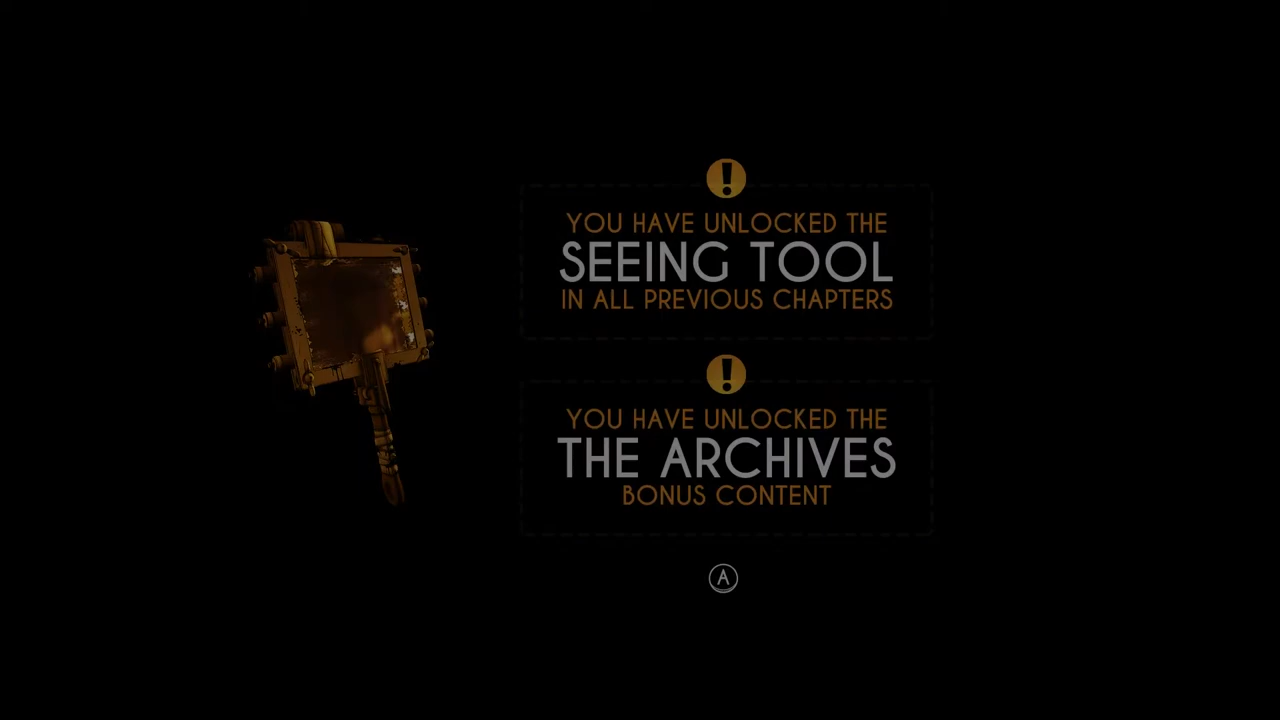 !
YOU HAVE UNLOCKED THE
SEEING TOOL
IN ALL PREVIOUS CHAPTERS
!
YOU HAVE UNLOCKED THE
THE ARCHIVES
BONUS CONTENT
A